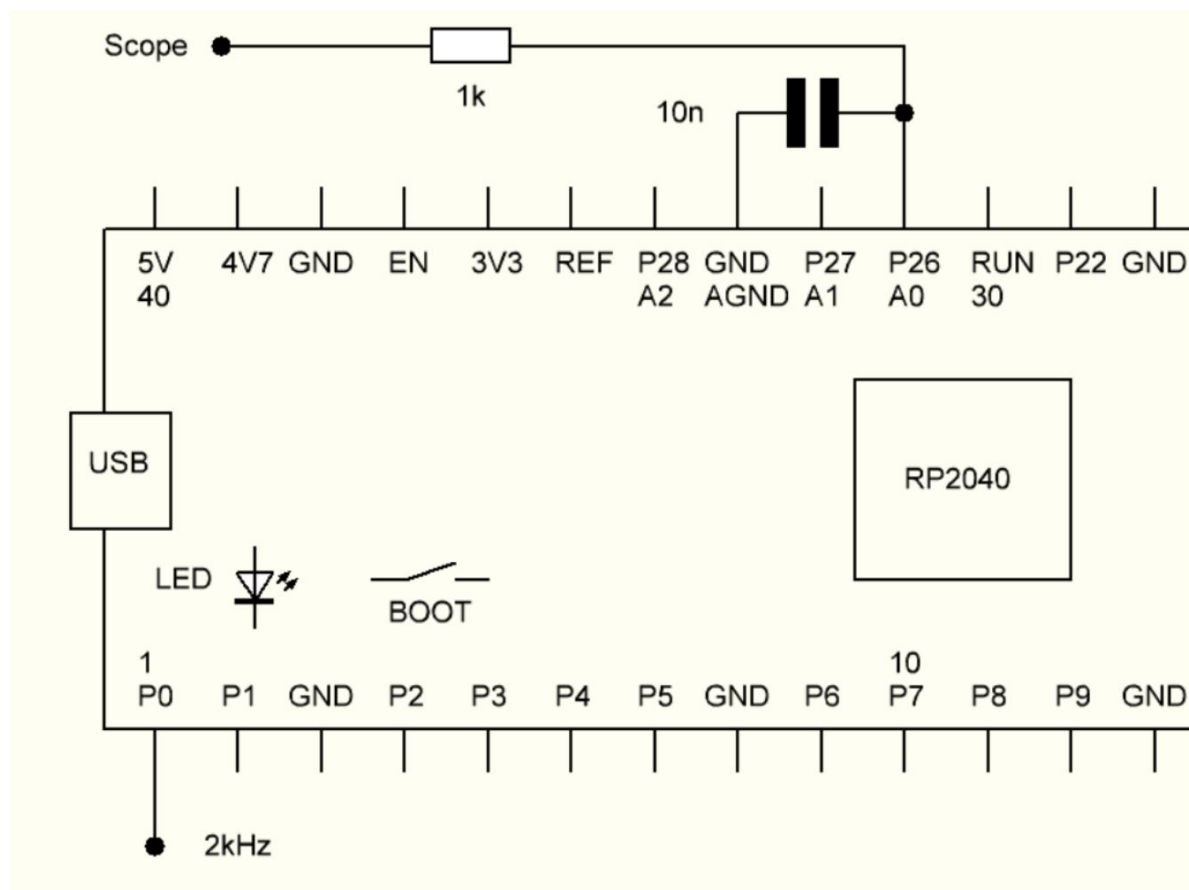 Scope
1k
10n
5V 4V7 GND EN 3V3 REF P28 GND P27 P26 RUN P22 GND
40 A2 AGND A1 A0 30
USB
RP2040
LED
BOOT
1 10
P0 P1 GND P2 P3 P4 P5 GND P6 P7 P8 P9 GND
2kHz